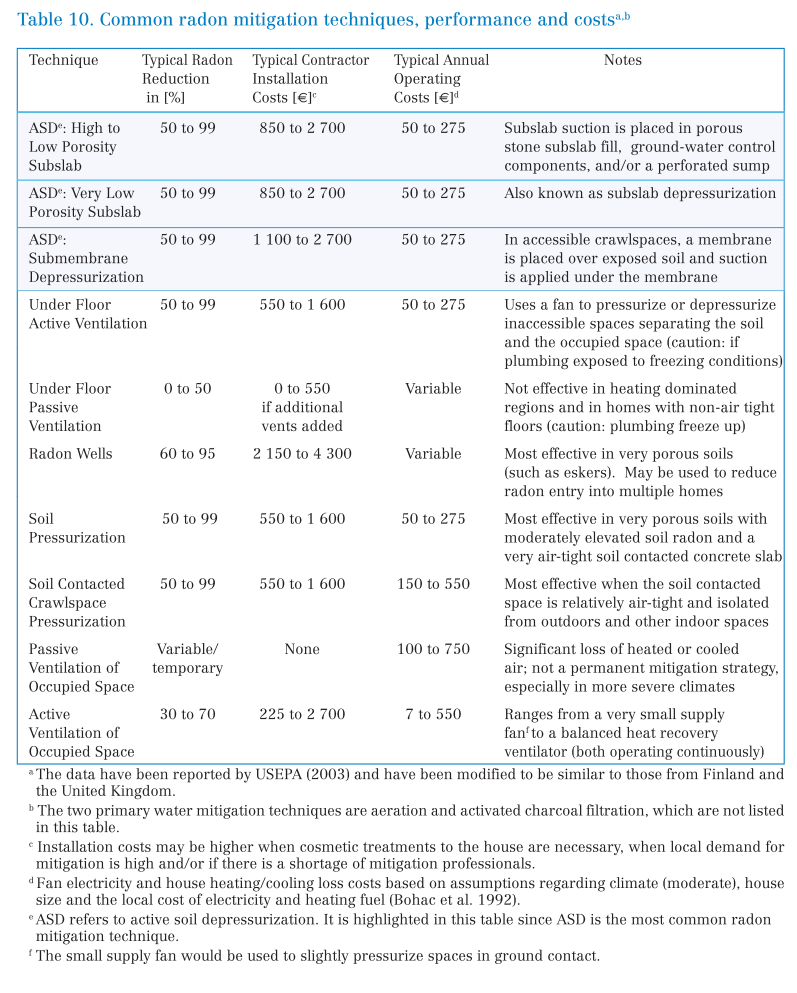 Table 10. Common radon mitigation techniques, performance and costsa,b
Technique Typical Radon Typical Contractor Typical Annual Notes
Reduction Installation Operating
in [%] Costs [€]c Costs [€]d
ASDe: High to 50 to 99 850 to 2 700 50 to 275 Subslab suction is placed in porous
Low Porosity stone subslab fill, ground-water control
Subslab components, and/or a perforated sump
ASDe: Very Low 50 to 99 850 to 2 700 50 to 275 Also known as subslab depressurization
Porosity Subslab
ASDe: 50 to 99 1 100 to 2 700 50 to 275 In accessible crawlspaces, a membrane
Submembrane is placed over exposed soil and suction
Depressurization is applied under the membrane
Under Floor 50 to 99 550 to 1 600 50 to 275 Uses a fan to pressurize or depressurize
Active Ventilation inaccessible spaces separating the soil
and the occupied space (caution: if
plumbing exposed to freezing conditions)
Under Floor 0 to 50 0 to 550 Variable Not effective in heating dominated
Passive if additional regions and in homes with non-air tight
Ventilation vents added floors (caution: plumbing freeze up)
Radon Wells 60 to 95 2 150 to 4 300 Variable Most effective in very porous soils
(such as eskers). May be used to reduce
radon entry into multiple homes
Soil 50 to 99 550 to 1 600 50 to 275 Most effective in very porous soils with
Pressurization moderately elevated soil radon and a
very air-tight soil contacted concrete slab
Soil Contacted 50 to 99 550 to 1 600 150 to 550 Most effective when the soil contacted
Crawlspace space is relatively air-tight and isolated
Pressurization from outdoors and other indoor spaces
Passive Variable/ None 100 to 750 Significant loss of heated or cooled
Ventilation of temporary air; not a permanent mitigation strategy,
Occupied Space especially in more severe climates
Active 30 to 70 225 to 2 700 7 to 550 Ranges from a very small supply
Ventilation of fanf to a balanced heat recovery
Occupied Space ventilator (both operating continuously)
a The data have been reported by USEPA (2003) and have been modified to be similar to those from Finland and
the United Kingdom.
b The two primary water mitigation techniques are aeration and activated charcoal filtration, which are not listed
in this table.
c Installation costs may be higher when cosmetic treatments to the house are necessary, when local demand for
mitigation is high and/or if there is a shortage of mitigation professionals.
d Fan electricity and house heating/cooling loss costs based on assumptions regarding climate (moderate), house
size and the local cost of electricity and heating fuel (Bohac et al. 1992).
e ASD refers to active soil depressurization. It is highlighted in this table since ASD is the most common radon
mitigation technique.
f The small supply fan would be used to slightly pressurize spaces in ground contact.